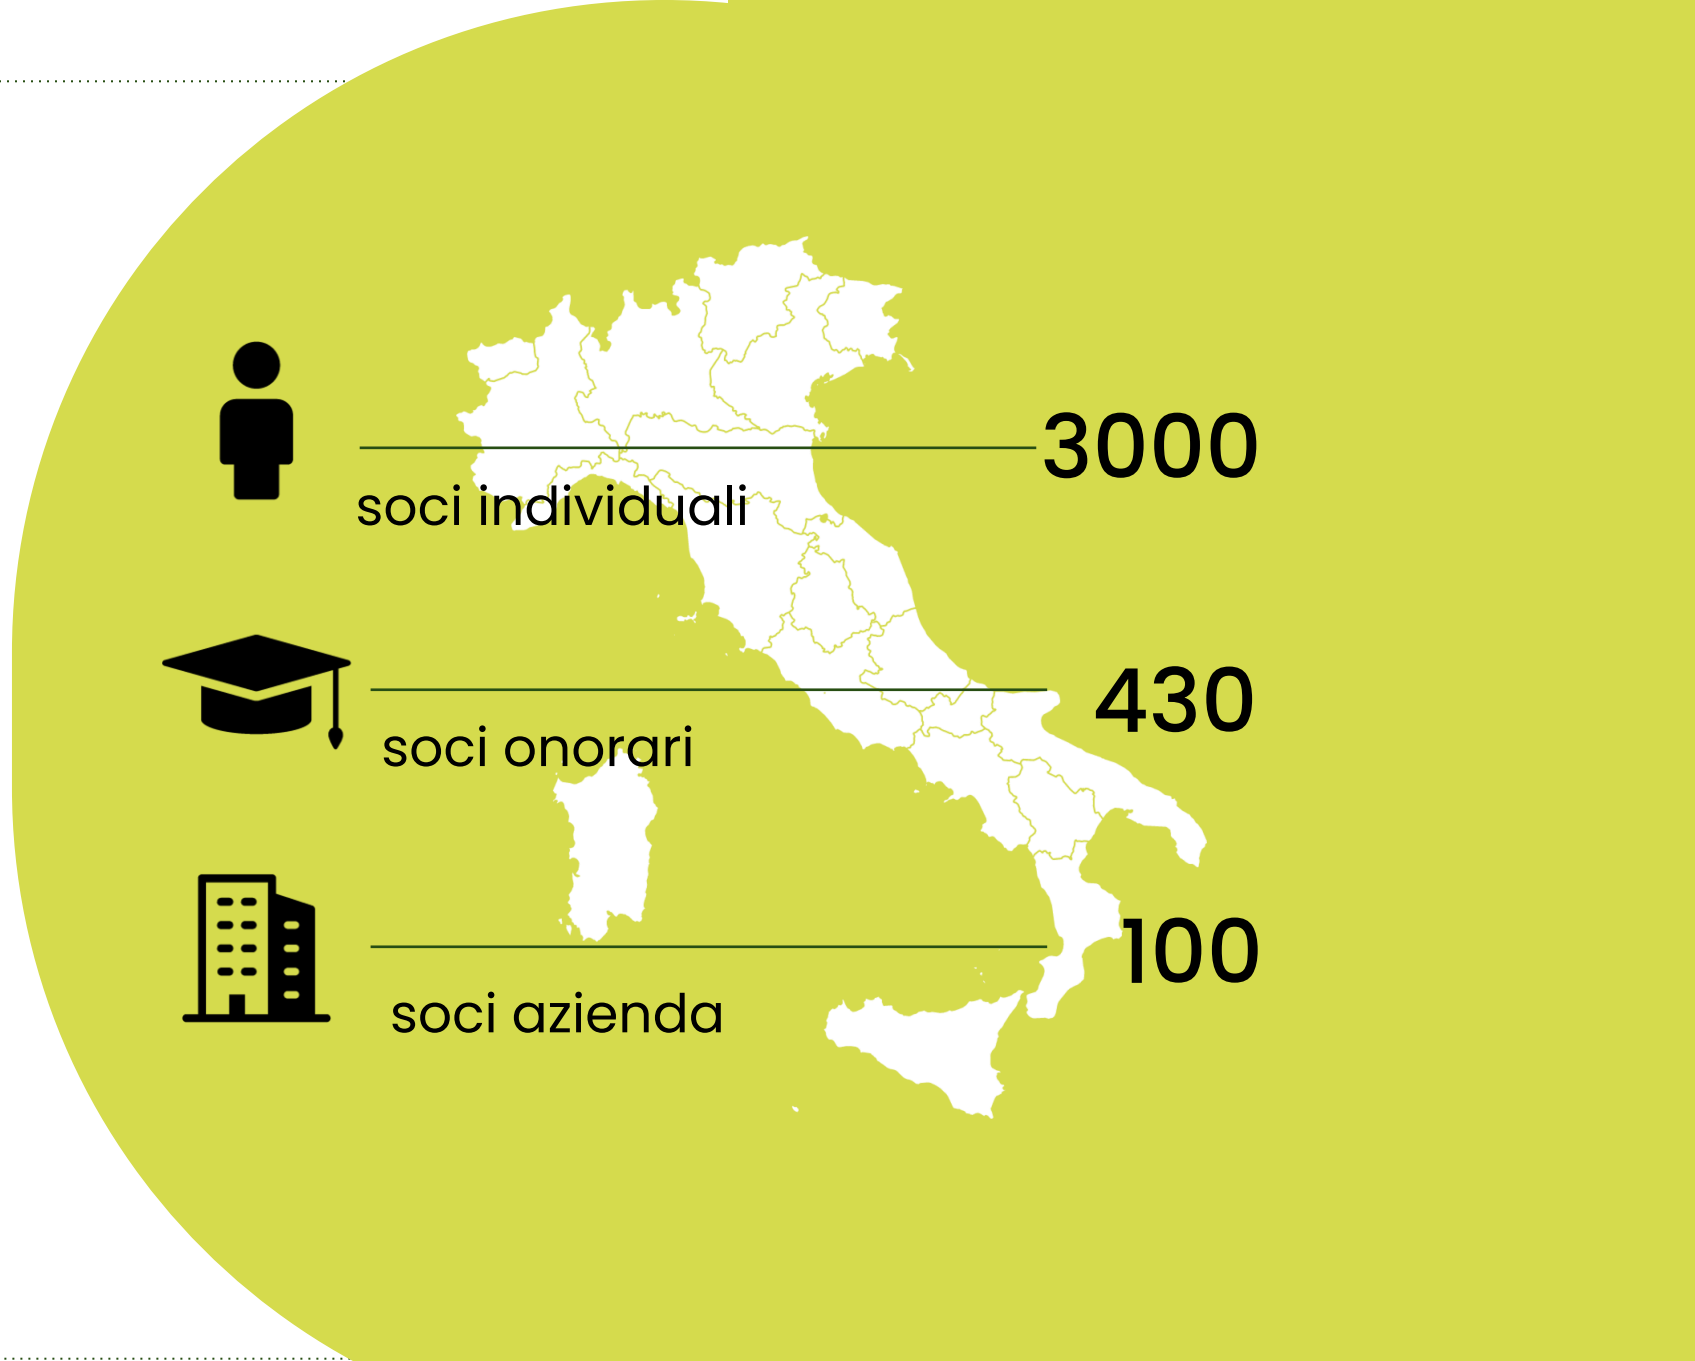 3000
soci individuali
430
soci onorari
100
soci azienda